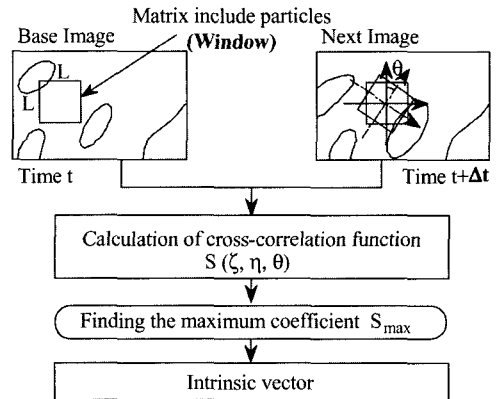 Matrix include particles
(Window)
Base Image
Next Image
L
L
θ
Time t
Time t+Δt
Calculation of cross-correlation function
S (ζ, η, θ)
Finding the maximum coefficient Smax
Intrinsic vector